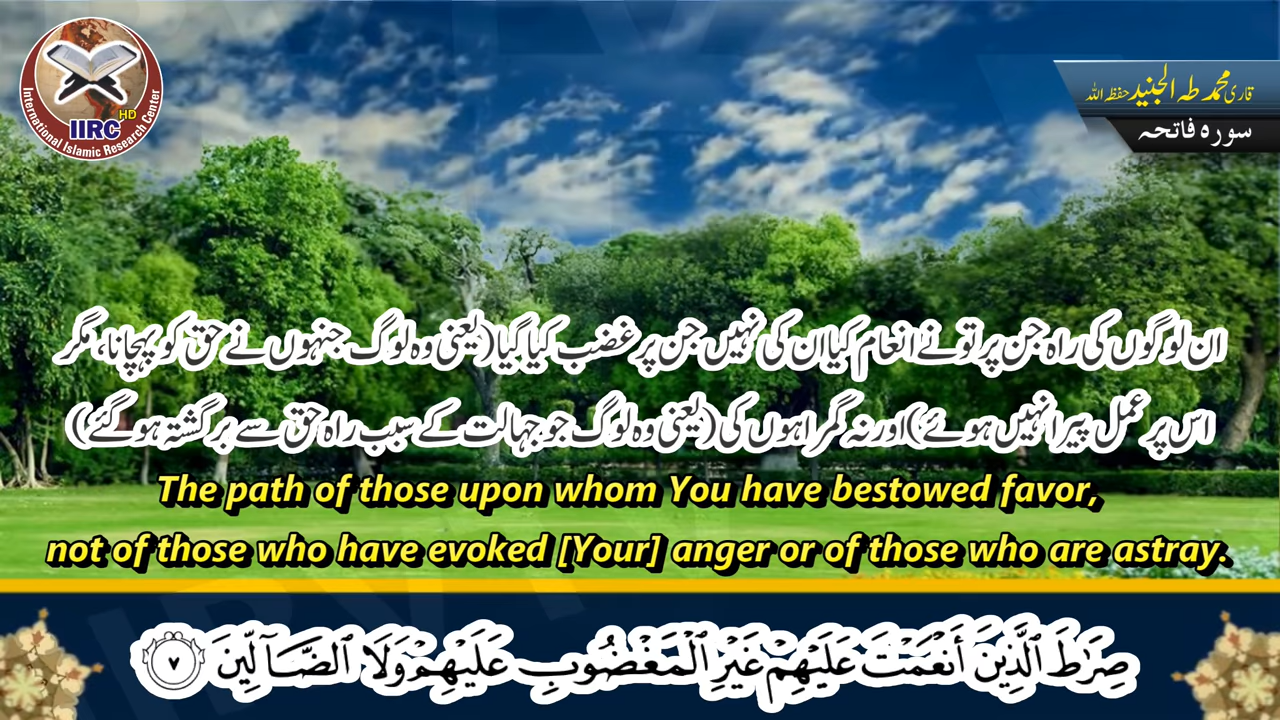 International Islamic Research Center
IIRC HD
قاری محمد طہ الجنید حفظہ اللہ
سورہ فاتحہ
ان لوگوں کی راہ جن پر تو نے انعام کیا ان کی نہیں جن پر غضب کیا گیا (یعنی وہ لوگ جنہوں نے حق کو پہچانا، مگر
اس پر عمل پیرا نہیں ہوئے) اور نہ گمراہوں کی (یعنی وہ لوگ جو جہالت کے سبب راہ حق سے برگشتہ ہوگئے)
The path of those upon whom You have bestowed favor,
not of those who have evoked [Your] anger or of those who are astray.
صِرَٰطَ ٱلَّذِينَ أَنْعَمْتَ عَلَيْهِمْ غَيْرِ ٱلْمَغْضُوبِ عَلَيْهِمْ وَلَا ٱلضَّآلِّينَ ٧